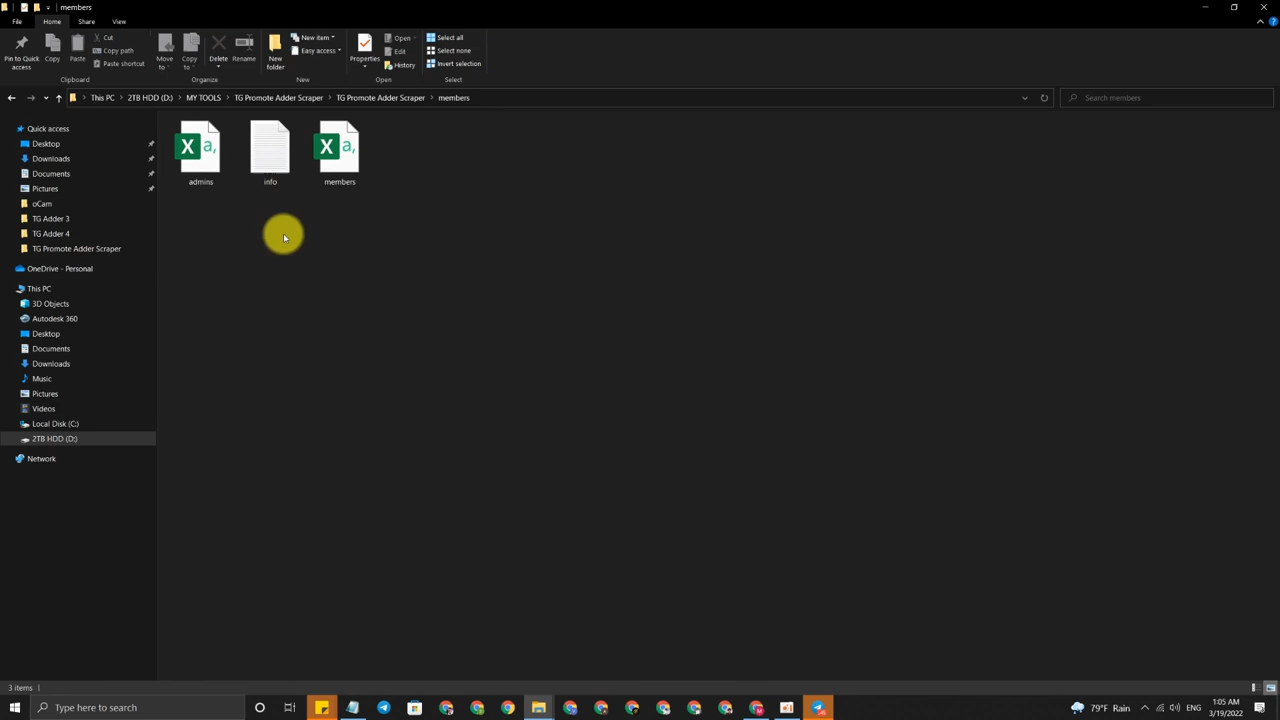 members
File Home Share View
Pin to Quick access
Copy
Paste
Cut
Copy path
Paste shortcut
Move to
Copy to
Delete
Rename
New folder
New item
Easy access
Properties
Open
Edit
History
Select all
Select none
Invert selection
Clipboard Organize New Open Select
This PC 2TB HDD (D:) MY TOOLS TG Promote Adder Scraper TG Promote Adder Scraper members
Search members
Quick access
Desktop
Downloads
Documents
Pictures
oCam
TG Adder 3
TG Adder 4
TG Promote Adder Scraper
OneDrive - Personal
This PC
3D Objects
Autodesk 360
Desktop
Documents
Downloads
Music
Pictures
Videos
Local Disk (C:)
2TB HDD (D:)
Network
X a,
X a,
admins info members
3 items
Type here to search
79°F Rain
ENG
1:05 AM
3/19/2022